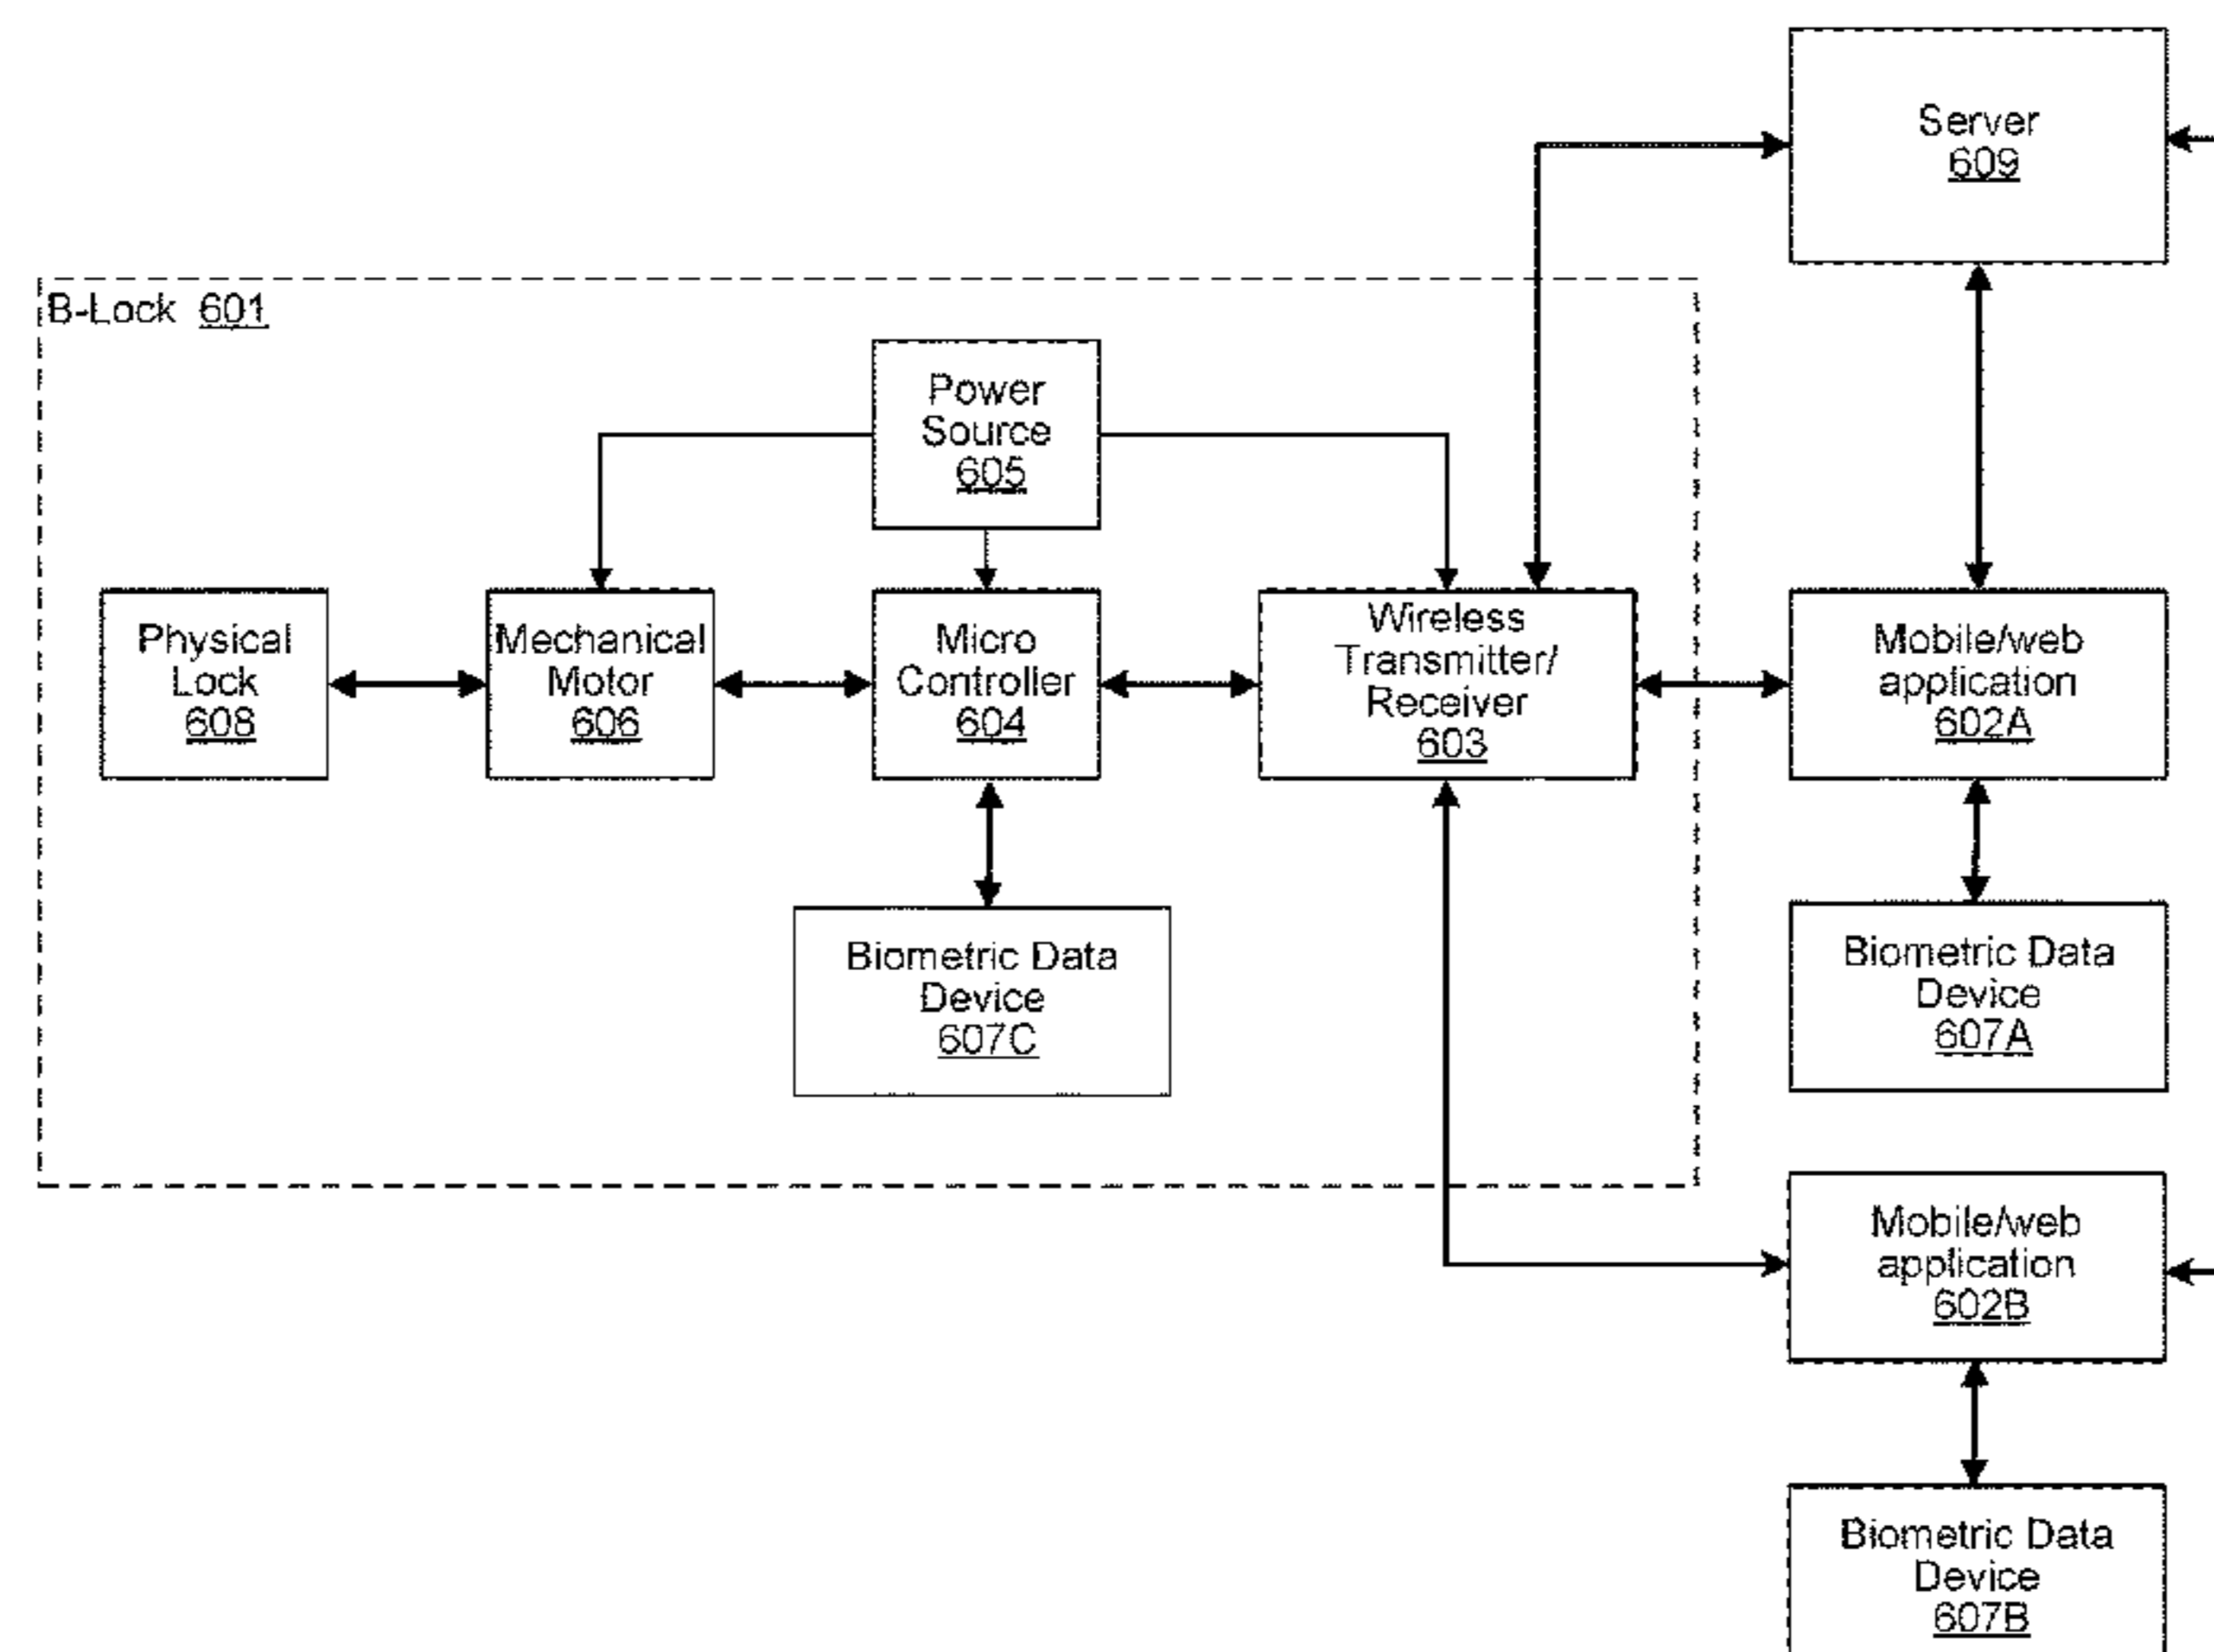 Server
609
B-Lock 601
Power
Source
605
Physical
Lock
608
Mechanical
Motor
606
Micro
Controller
604
Wireless
Transmitter/
Receiver
603
Mobile/web
application
602A
Biometric Data
Device
607C
Biometric Data
Device
607A
Mobile/web
application
602B
Biometric Data
Device
607B